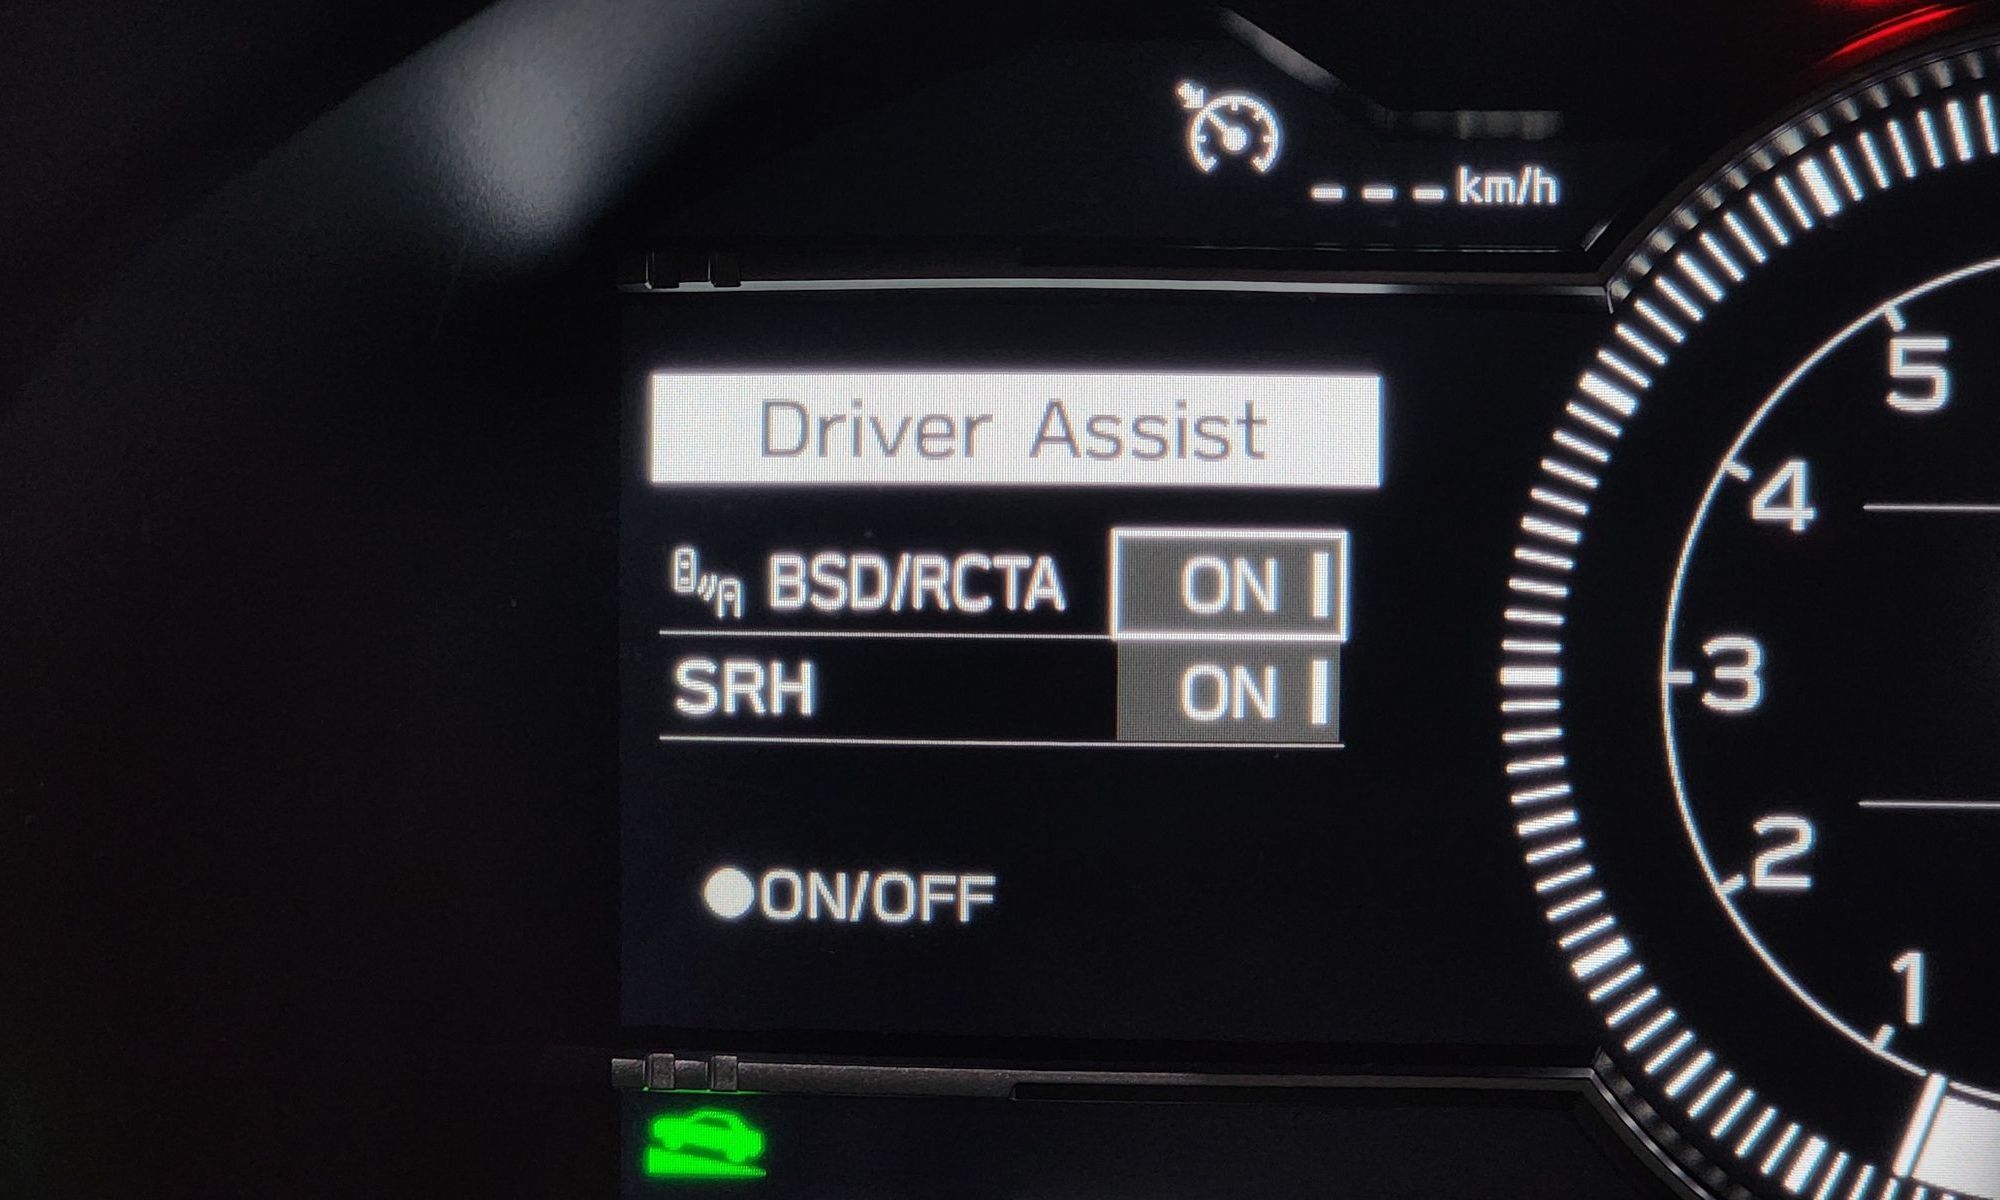 --- km/h
Driver Assist
BSD/RCTA ON
SRH ON
●ON/OFF
5
4
3
2
1